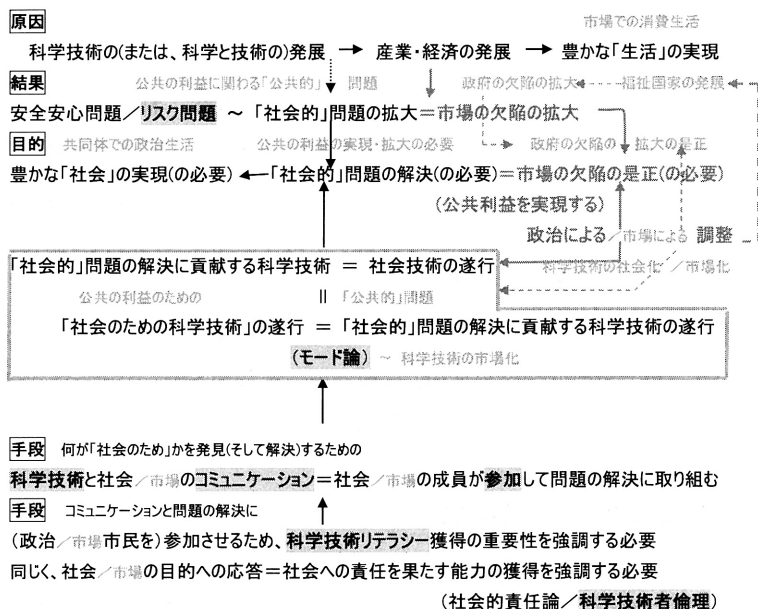 原因
市場での消費生活
科学技術の(または、科学と技術の)発展 → 産業・経済の発展 → 豊かな「生活」の実現
結果
公共の利益に関わる「公共的」 問題 政府の欠陥の拡大 福祉国家の発展
安全安心問題／リスク問題 ～ 「社会的」問題の拡大＝市場の欠陥の拡大
目的 共同体での政治生活 公共の利益の実現・拡大の必要 政府の欠陥の 拡大の是正
豊かな「社会」の実現(の必要) ← 「社会的」問題の解決(の必要)＝市場の欠陥の是正(の必要)
(公共利益を実現する)
政治による／市場による 調整
「社会的」問題の解決に貢献する科学技術 ＝ 社会技術の遂行
科学技術の社会化 ／市場化
公共の利益のための || 「公共的」問題
「社会のための科学技術」の遂行 ＝ 「社会的」問題の解決に貢献する科学技術の遂行
(モード論) ～ 科学技術の市場化
手段 何が「社会のため」かを発見(そして解決)するための
科学技術と社会／市場のコミュニケーション＝社会／市場の成員が参加して問題の解決に取り組む
手段 コミュニケーションと問題の解決に
(政治／市場市民を)参加させるため、科学技術リテラシー獲得の重要性を強調する必要
同じく、社会／市場の目的への応答＝社会への責任を果たす能力の獲得を強調する必要
(社会的責任論／科学技術者倫理)